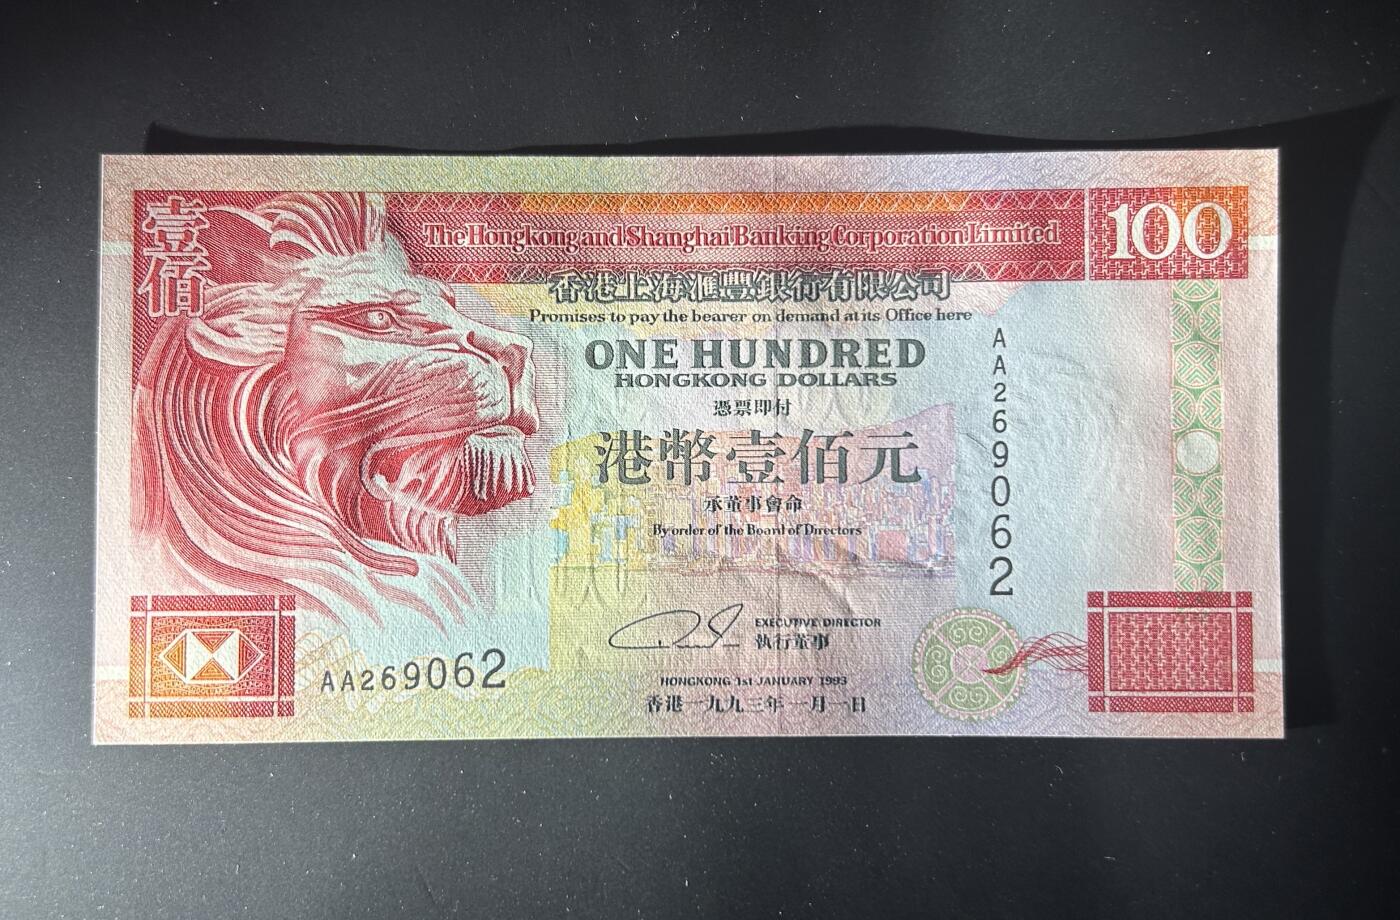 壹佰
The Hongkong and Shanghai Banking Corporation Limited
100
香港上海滙豐銀行有限公司
Promises to pay the bearer on demand at its Office here
ONE HUNDRED
HONGKONG DOLLARS
憑票即付
港幣壹佰元
承董事會命
By order of the Board of Directors
AA269062
EXECUTIVE DIRECTOR
執行董事
AA269062
HONGKONG 1st JANUARY 1993
香港一九九三年一月一日